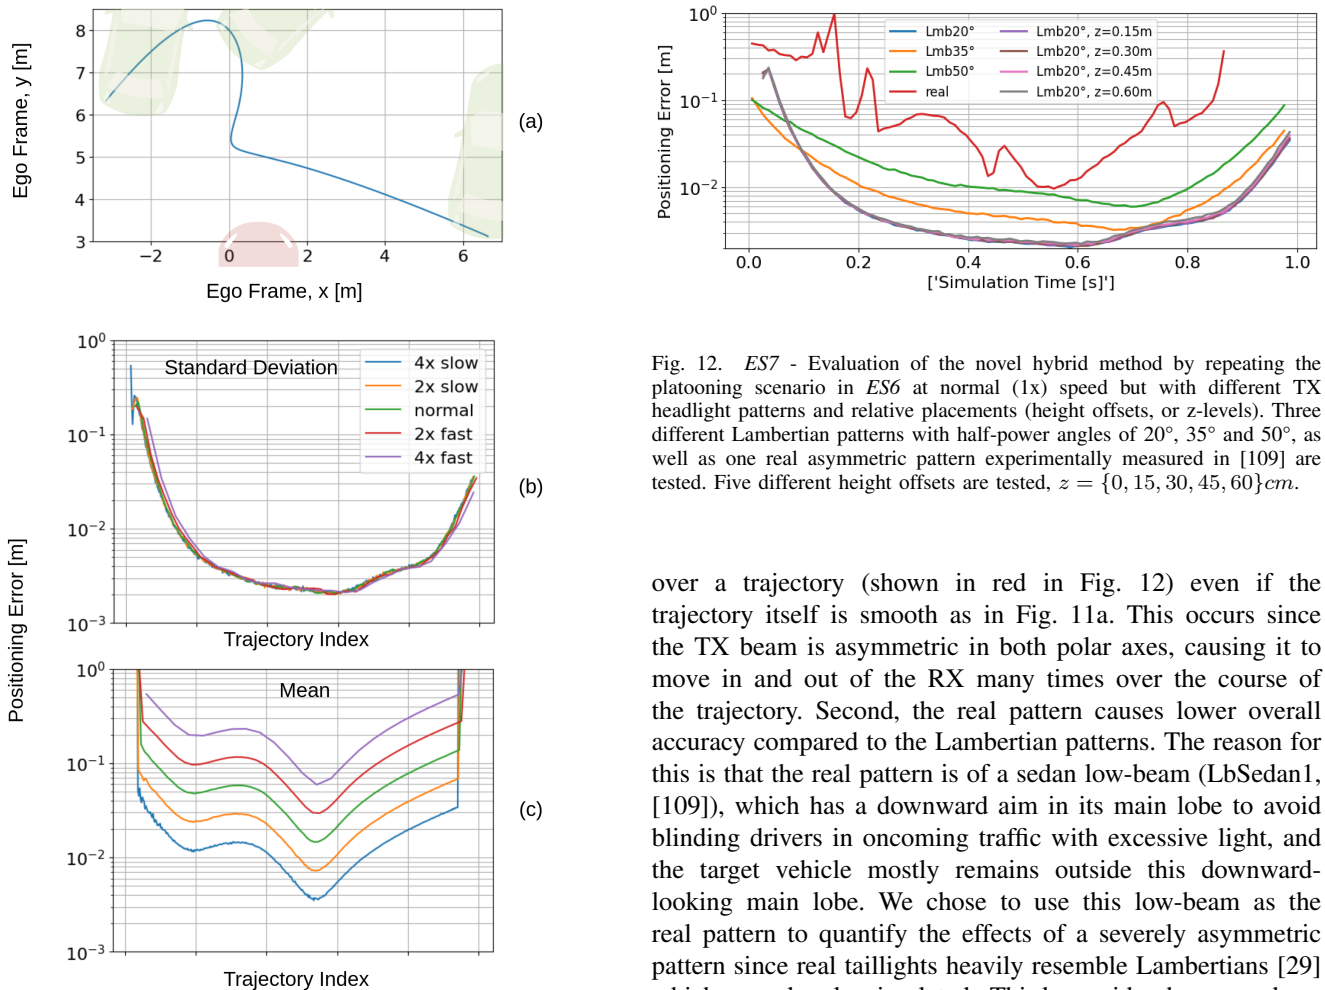 8
7
6
5
4
3
−2
0
2
4
6
Ego Frame, y [m]
Ego Frame, x [m]
(a)
10⁰
10⁻¹
10⁻²
10⁻³
Standard Deviation
4x slow
2x slow
normal
2x fast
4x fast
Trajectory Index
(b)
Positioning Error [m]
10⁰
10⁻¹
10⁻²
10⁻³
Mean
Trajectory Index
(c)
Positioning Error [m]
10⁰
10⁻¹
10⁻²
Lmb20°
Lmb35°
Lmb50°
real
Lmb20°, z=0.15m
Lmb20°, z=0.30m
Lmb20°, z=0.45m
Lmb20°, z=0.60m
0.0
0.2
0.4
0.6
0.8
1.0
['Simulation Time [s]']
Fig. 12. ES7 - Evaluation of the novel hybrid method by repeating the
platooning scenario in ES6 at normal (1x) speed but with different TX
headlight patterns and relative placements (height offsets, or z-levels). Three
different Lambertian patterns with half-power angles of 20°, 35° and 50°, as
well as one real asymmetric pattern experimentally measured in [109] are
tested. Five different height offsets are tested, z = {0, 15, 30, 45, 60}cm.
over a trajectory (shown in red in Fig. 12) even if the
trajectory itself is smooth as in Fig. 11a. This occurs since
the TX beam is asymmetric in both polar axes, causing it to
move in and out of the RX many times over the course of
the trajectory. Second, the real pattern causes lower overall
accuracy compared to the Lambertian patterns. The reason for
this is that the real pattern is of a sedan low-beam (LbSedan1,
[109]), which has a downward aim in its main lobe to avoid
blinding drivers in oncoming traffic with excessive light, and
the target vehicle mostly remains outside this downward-
looking main lobe. We chose to use this low-beam as the
real pattern to quantify the effects of a severely asymmetric
pattern since real taillights heavily resemble Lambertians [29]